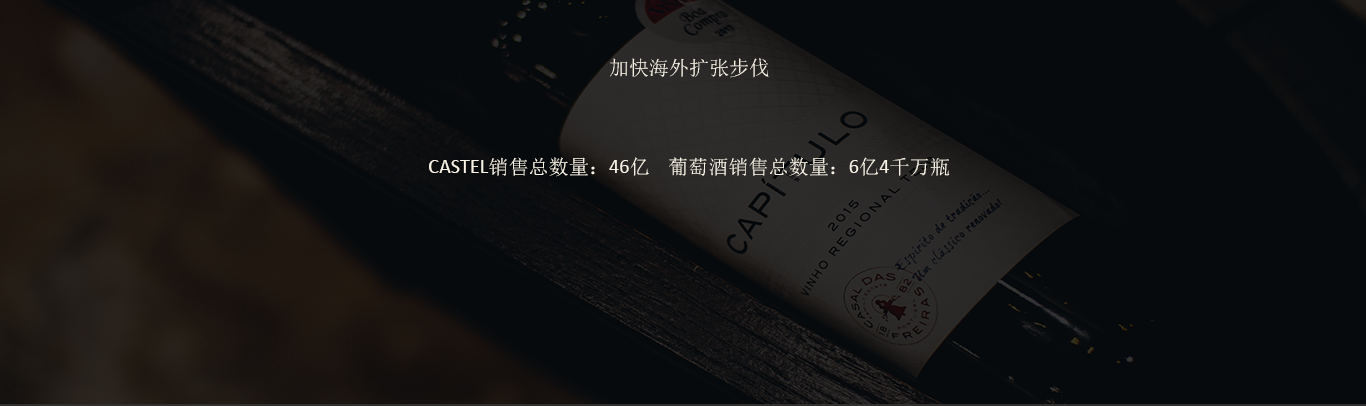 Best
Compra
2017
加快海外扩张步伐
CASTEL销售总数量：46亿 葡萄酒销售总数量：6亿4千万瓶
CAPÍTULO
2015
VINHO REGIONAL T
Espírito de tradição...
Um clássico renovado!
CASAL DAS FREIRAS
18 82